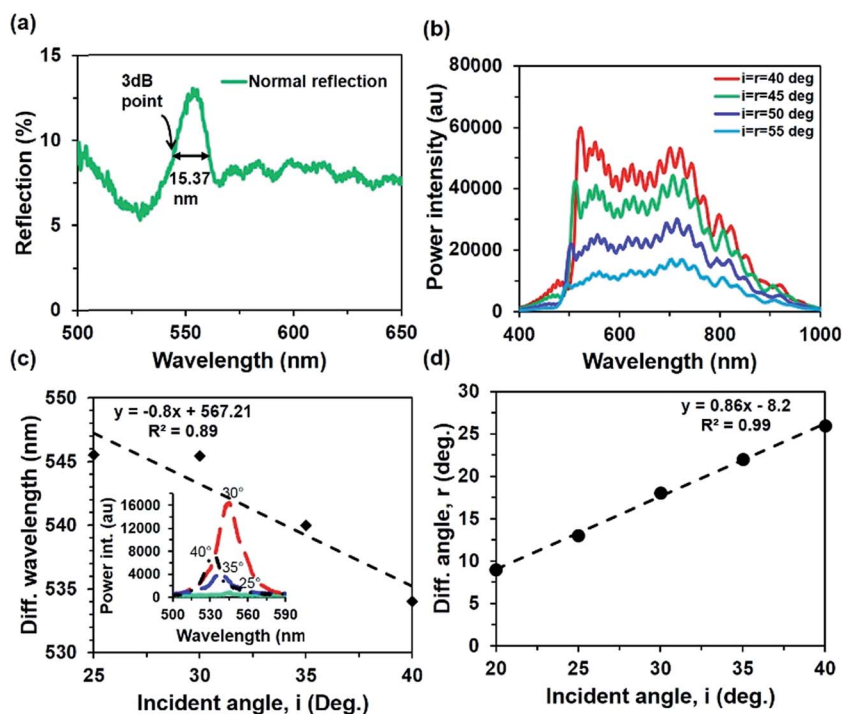 (a)
15
10
5
0
Reflection (%)
3dB
point
Normal reflection
15.37
nm
500
550
600
650
Wavelength (nm)
(b)
80000
60000
40000
20000
0
Power intensity (au)
i=r=40 deg
i=r=45 deg
i=r=50 deg
i=r=55 deg
400
600
800
1000
Wavelength (nm)
(c)
550
545
540
534
530
Diff. wavelength (nm)
y = -0.8x + 567.21
R² = 0.89
Power int. (au)
16000
12000
8000
4000
0
30°
40°
35°
25°
500
530
560
590
Wavelength (nm
25
30
35
40
Incident angle, i (Deg.)
(d)
30
25
20
15
10
5
0
Diff. angle, r (deg.)
y = 0.86x - 8.2
R² = 0.99
20
25
30
35
40
Incident angle, i (deg.)